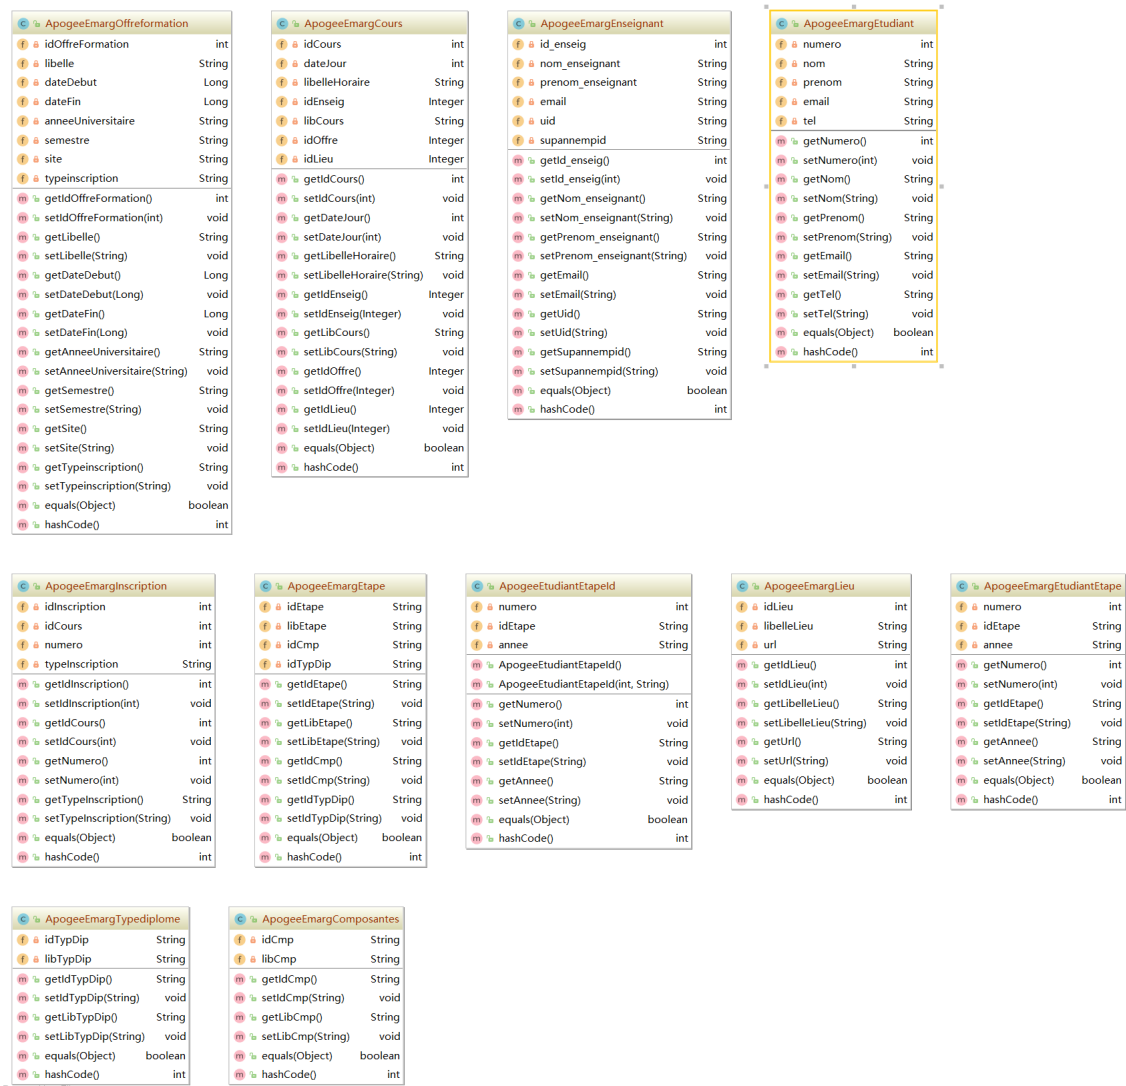 ApogeeEmargOffreformation
idOffreFormation int
libelle String
dateDebut Long
dateFin Long
anneeUniversitaire String
semestre String
site String
typeinscription String
getIdOffreFormation() int
setIdOffreFormation(int) void
getLibelle() String
setLibelle(String) void
getDateDebut() Long
setDateDebut(Long) void
getDateFin() Long
setDateFin(Long) void
getAnneeUniversitaire() String
setAnneeUniversitaire(String) void
getSemestre() String
setSemestre(String) void
getSite() String
setSite(String) void
getTypeinscription() String
setTypeinscription(String) void
equals(Object) boolean
hashCode() int
ApogeeEmargCours
idCours int
dateJour int
libelleHoraire String
idEnseig Integer
libCours String
idOffre Integer
idLieu Integer
getIdCours() int
setIdCours(int) void
getDateJour() int
setDateJour(int) void
getLibelleHoraire() String
setLibelleHoraire(String) void
getIdEnseig() Integer
setIdEnseig(Integer) void
getLibCours() String
setLibCours(String) void
getIdOffre() Integer
setIdOffre(Integer) void
getIdLieu() Integer
setIdLieu(Integer) void
equals(Object) boolean
hashCode() int
ApogeeEmargEnseignant
id_enseig int
nom_enseignant String
prenom_enseignant String
email String
uid String
supannempid String
getId_enseig() int
setId_enseig(int) void
getNom_enseignant() String
setNom_enseignant(String) void
getPrenom_enseignant() String
setPrenom_enseignant(String) void
getEmail() String
setEmail(String) void
getUid() String
setUid(String) void
getSupannempid() String
setSupannempid(String) void
equals(Object) boolean
hashCode() int
ApogeeEmargEtudiant
numero int
nom String
prenom String
email String
tel String
getNumero() int
setNumero(int) void
getNom() String
setNom(String) void
getPrenom() String
setPrenom(String) void
getEmail() String
setEmail(String) void
getTel() String
setTel(String) void
equals(Object) boolean
hashCode() int
ApogeeEmargInscription
idInscription int
idCours int
numero int
typeInscription String
getIdInscription() int
setIdInscription(int) void
getIdCours() int
setIdCours(int) void
getNumero() int
setNumero(int) void
getTypeInscription() String
setTypeInscription(String) void
equals(Object) boolean
hashCode() int
ApogeeEmargEtape
idEtape String
libEtape String
idCmp String
idTypDip String
getIdEtape() String
setIdEtape(String) void
getLibEtape() String
setLibEtape(String) void
getIdCmp() String
setIdCmp(String) void
getIdTypDip() String
setIdTypDip(String) void
equals(Object) boolean
hashCode() int
ApogeeEtudiantEtapeId
numero int
idEtape String
annee String
ApogeeEtudiantEtapeId()
ApogeeEtudiantEtapeId(int, String)
getNumero() int
setNumero(int) void
getIdEtape() String
setIdEtape(String) void
getAnnee() String
setAnnee(String) void
equals(Object) boolean
hashCode() int
ApogeeEmargLieu
idLieu int
libelleLieu String
url String
getIdLieu() int
setIdLieu(int) void
getLibelleLieu() String
setLibelleLieu(String) void
getUrl() String
setUrl(String) void
equals(Object) boolean
hashCode() int
ApogeeEmargEtudiantEtape
numero int
idEtape String
annee String
getNumero() int
setNumero(int) void
getIdEtape() String
setIdEtape(String) void
getAnnee() String
setAnnee(String) void
equals(Object) boolean
hashCode() int
ApogeeEmargTypediplome
idTypDip String
libTypDip String
getIdTypDip() String
setIdTypDip(String) void
getLibTypDip() String
setLibTypDip(String) void
equals(Object) boolean
hashCode() int
ApogeeEmargComposantes
idCmp String
libCmp String
getIdCmp() String
setIdCmp(String) void
getLibCmp() String
setLibCmp(String) void
equals(Object) boolean
hashCode() int